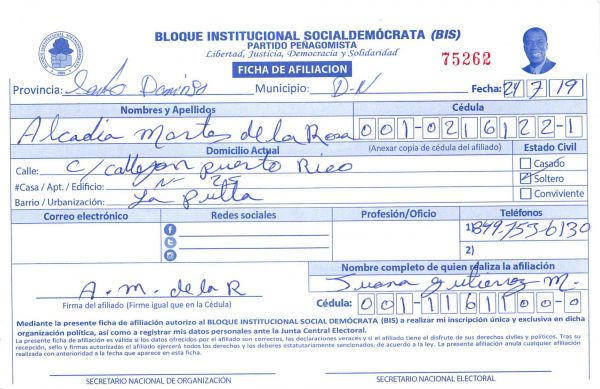 BLOQUE INSTITUCIONAL SOCIALDEMÓCRATA (BIS)
PARTIDO PEÑAGOMISTA
Libertad, Justicia, Democracia y Solidaridad
75262
FICHA DE AFILIACION
Provincia: Santo Domingo Municipio: D-N Fecha: 24 7 19
Nombres y Apellidos Cédula
Alcadia Martes de la Rosa 001-0216122-1
Domicilio Actual (Anexar copia de cédula del afiliado) Estado Civil
Calle: c/ callejon puerto Rico Casado
#Casa / Apt. / Edificio: Nº 215 Soltero
Barrio / Urbanización: La Conviviente
Correo electrónico Redes sociales Profesión/Oficio Teléfonos
1) 849-753-6130
2)
Nombre completo de quien realiza la afiliación
A. M. de la R Juana Gutierrez M.
Firma del afiliado (Firme igual que en la Cédula) Cédula: 001-1161100-0
Mediante la presente ficha de afiliación autorizo al BLOQUE INSTITUCIONAL SOCIAL DEMÓCRATA (BIS) a realizar mi inscripción única y exclusiva en dicha
organización política, así como a registrar mis datos personales ante la Junta Central Electoral.
La presente afiliación es válida si los datos ofrecidos por el afiliado son correctos, las declaraciones veraces y si el afiliado tiene el disfrute de sus derechos civiles y políticos. Tras su
recepción, sello y firmas autorizadas el afiliado ejercerá todos los derechos y los deberes estatutariamente sancionados, de acuerdo a la ley. La presente afiliación anula cualquier afiliación
realizada con anterioridad a la fecha que aparece en esta ficha.
SECRETARIO NACIONAL DE ORGANIZACIÓN SECRETARIO NACIONAL ELECTORAL